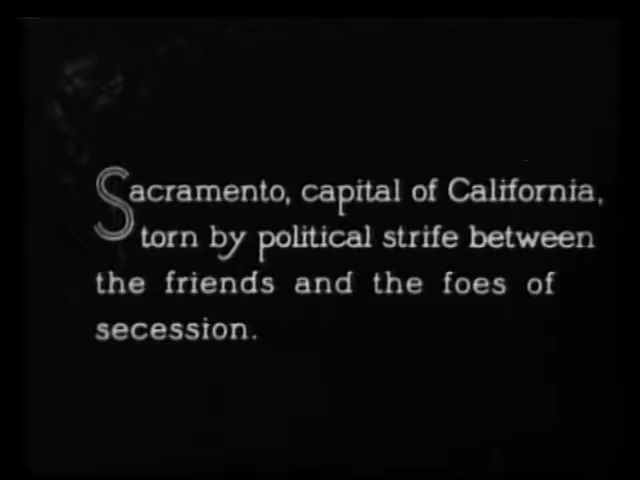 Sacramento, capital of California,
torn by political strife between
the friends and the foes of
secession.